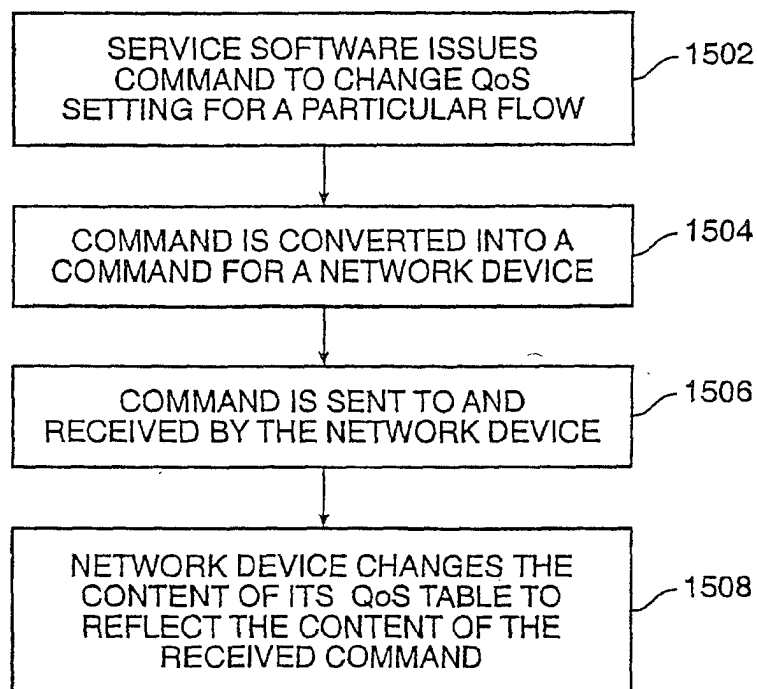 SERVICE SOFTWARE ISSUES
COMMAND TO CHANGE QoS
SETTING FOR A PARTICULAR FLOW
1502
COMMAND IS CONVERTED INTO A
COMMAND FOR A NETWORK DEVICE
1504
COMMAND IS SENT TO AND
RECEIVED BY THE NETWORK DEVICE
1506
NETWORK DEVICE CHANGES THE
CONTENT OF ITS QoS TABLE TO
REFLECT THE CONTENT OF THE
RECEIVED COMMAND
1508